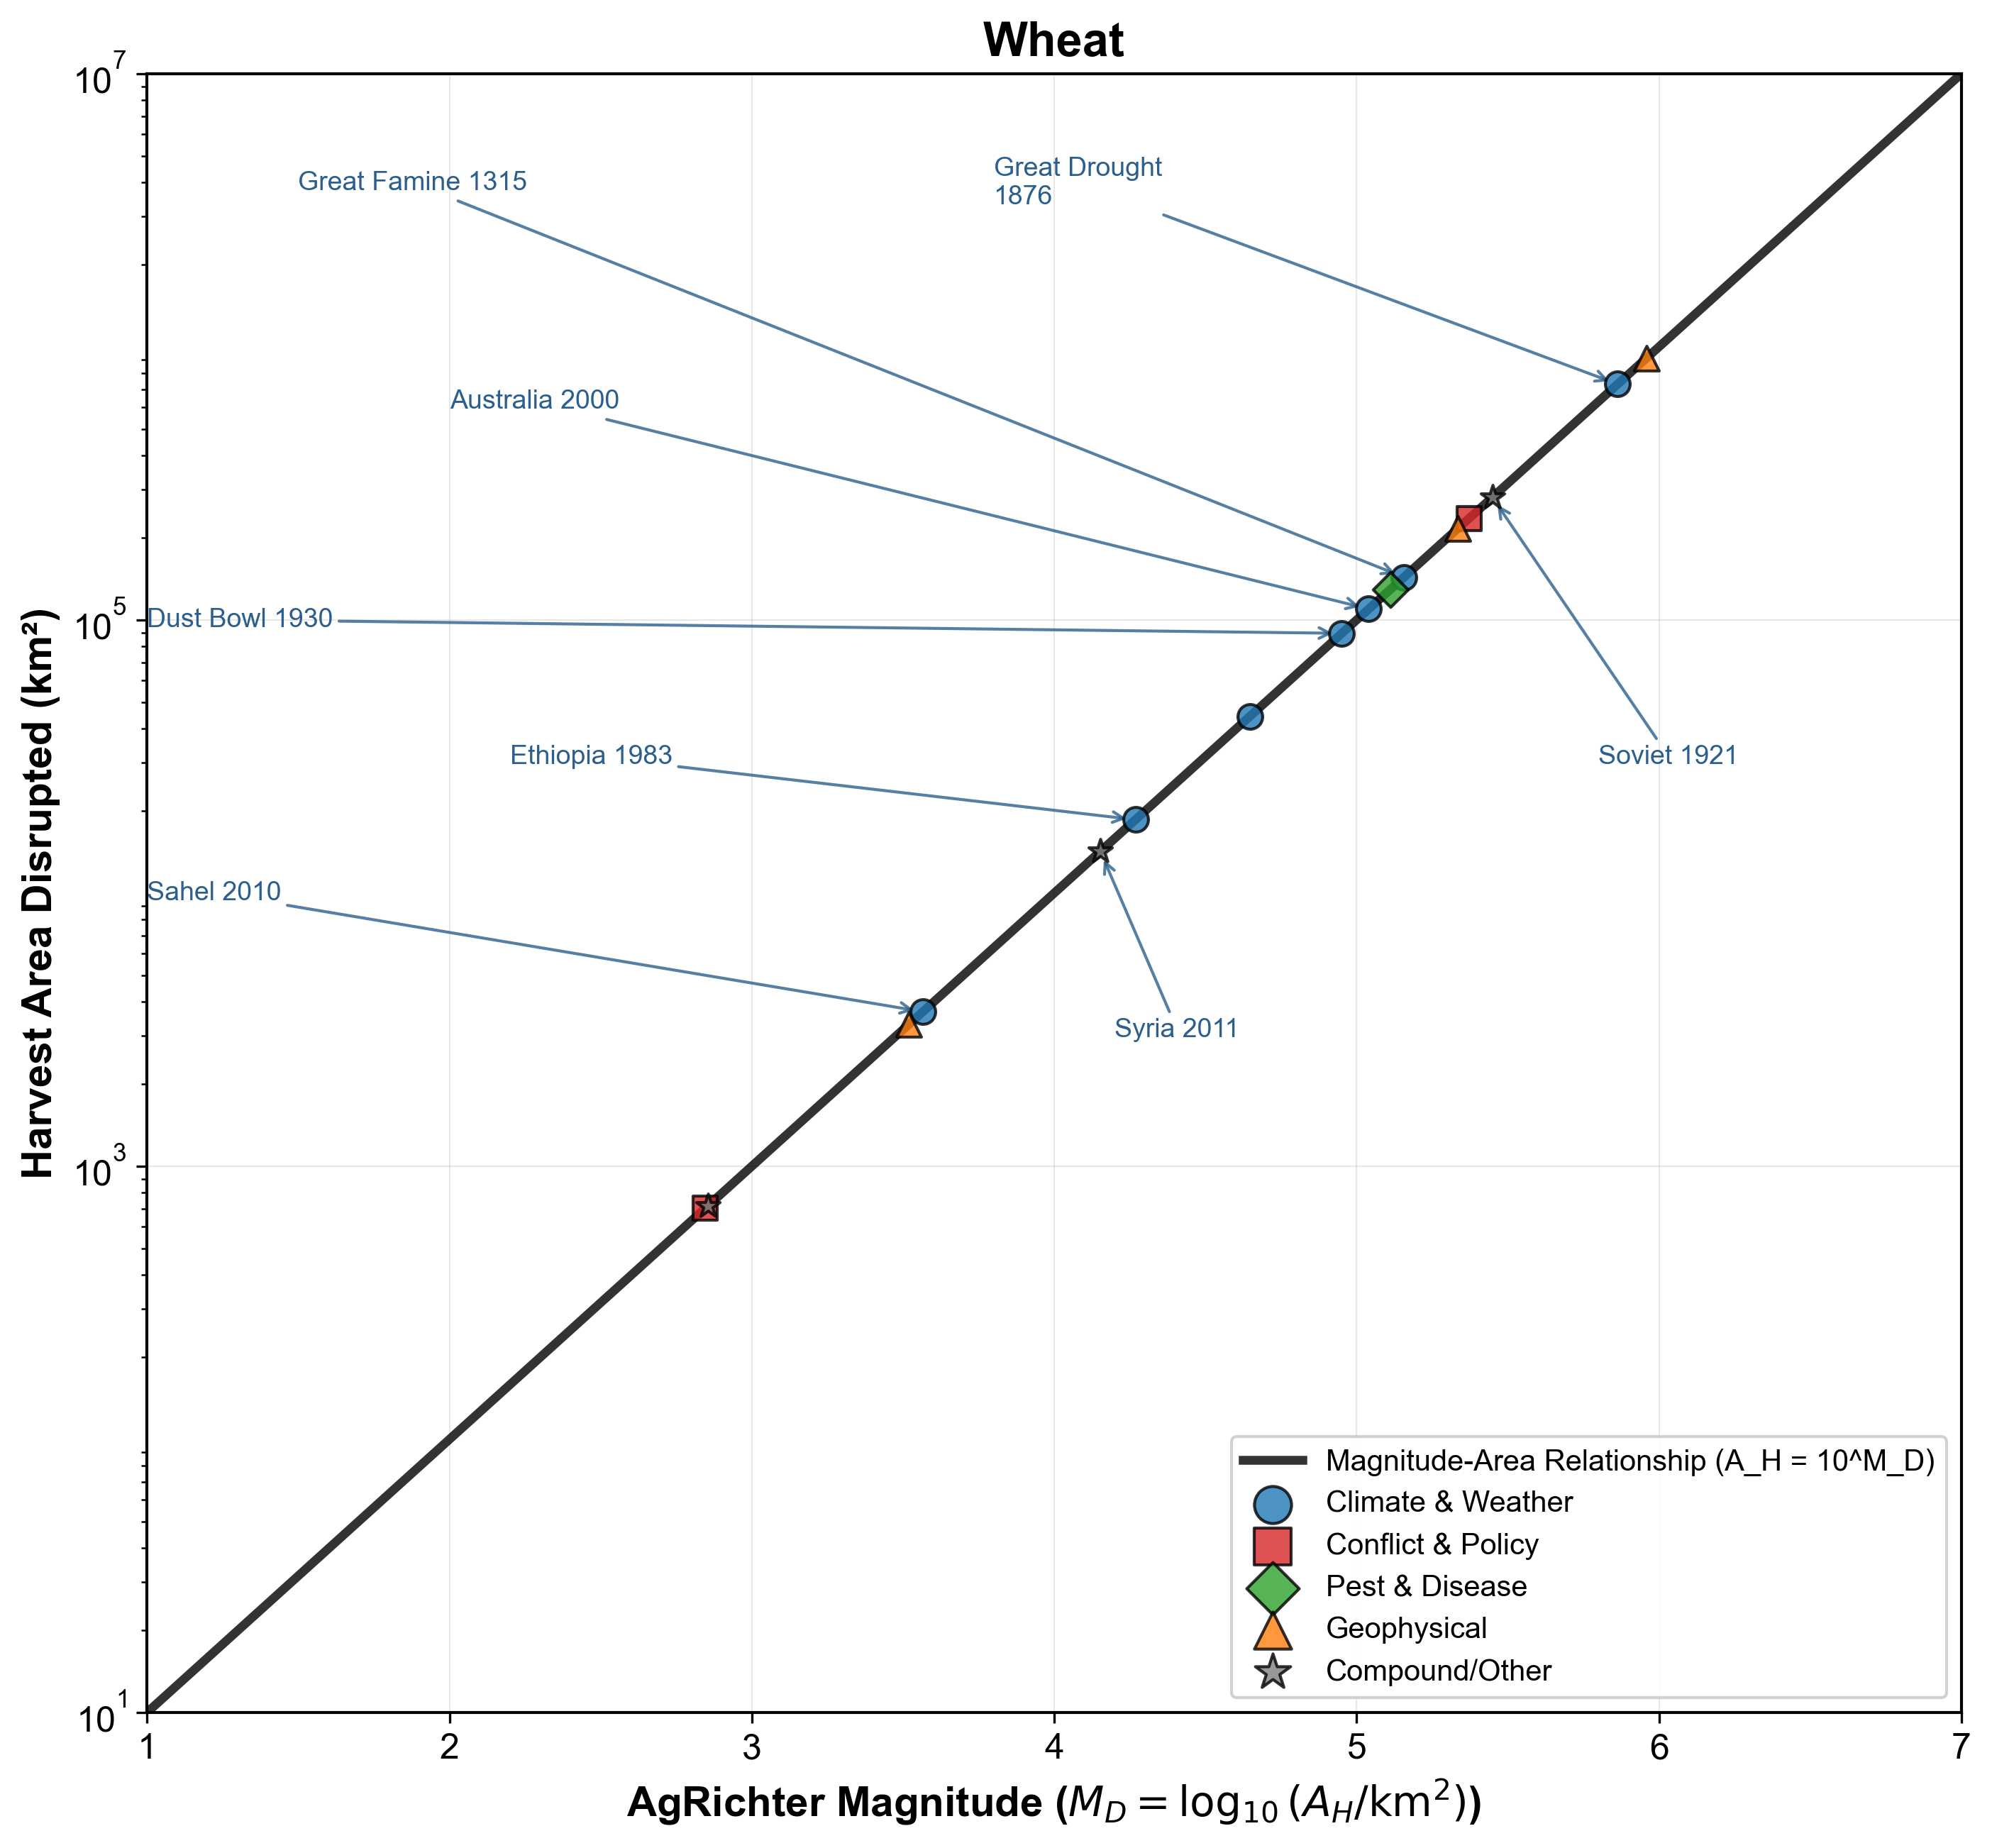 Wheat
10^7
Great Famine 1315
Great Drought
1876
Australia 2000
Dust Bowl 1930
10^5
Ethiopia 1983
Soviet 1921
Sahel 2010
Syria 2011
10^3
10^1
Harvest Area Disrupted (km²)
Magnitude-Area Relationship (A_H = 10^M_D)
Climate & Weather
Conflict & Policy
Pest & Disease
Geophysical
Compound/Other
1 2 3 4 5 6 7
AgRichter Magnitude (M_D = log_10(A_H/km^2))